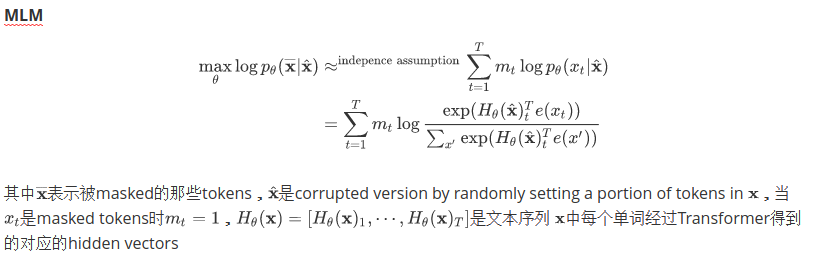 MLM
max_θ log p_θ(x̄|x̂) ≈^{indepence assumption} ∑_{t=1}^{T} m_t log p_θ(x_t|x̂)
= ∑_{t=1}^{T} m_t log \frac{exp(H_θ(x̂)_t^T e(x_t))}{∑_{x'} exp(H_θ(x̂)_t^T e(x'))}
其中x̄表示被masked的那些tokens，x̂是corrupted version by randomly setting a portion of tokens in x，当
x_t是masked tokens时m_t = 1，H_θ(x) = [H_θ(x)_1, ⋯, H_θ(x)_T]是文本序列 x中每个单词经过Transformer得到
的对应的hidden vectors